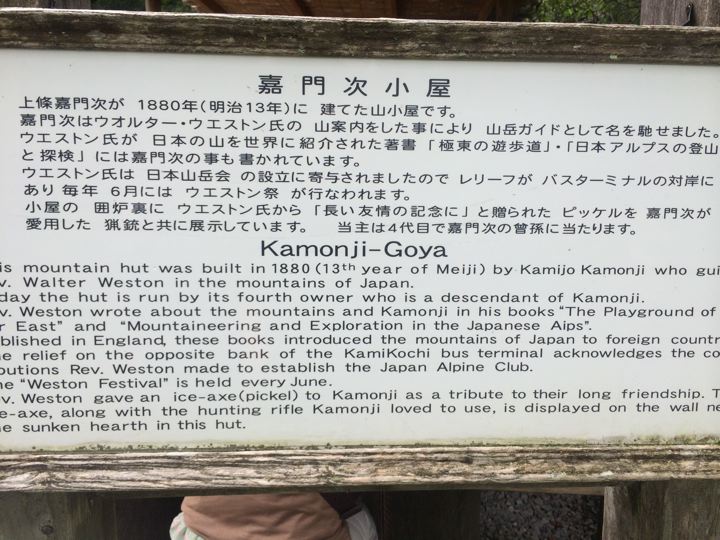 嘉門次小屋
上條嘉門次が 1880年(明治13年)に 建てた山小屋です。
嘉門次はウオルター・ウエストン氏の 山案内をした事により 山岳ガイドとして名を馳せました。
ウエストン氏が 日本の山を世界に紹介された著書 「極東の遊歩道」・「日本アルプスの登山
と探検」 には嘉門次の事も書かれています。
ウエストン氏は 日本山岳会 の設立に寄与されましたので レリーフが バスターミナルの対岸に
あり 毎年 6月には ウエストン祭 が行なわれます。
小屋の 囲炉裏に ウエストン氏から 「長い友情の記念に」と贈られた ピッケルを 嘉門次が
愛用した 猟銃と共に展示しています。 当主は4代目で嘉門次の曾孫に当たります。
Kamonji-Goya
is mountain hut was built in 1880 (13th year of Meiji) by Kamijo Kamonji who gui
v. Walter Weston in the mountains of Japan.
day the hut is run by its fourth owner who is a descendant of Kamonji.
v. Weston wrote about the mountains and Kamonji in his books "The Playground of
r East" and "Mountaineering and Exploration in the Japanese Aips".
blished in England, these books introduced the mountains of Japan to foreign countr
e relief on the opposite bank of the KamiKochi bus terminal acknowledges the co
butions Rev. Weston made to establish the Japan Alpine Club.
e "Weston Festival" is held every June.
v. Weston gave an ice-axe(pickel) to Kamonji as a tribute to their long friendship. T
e-axe, along with the hunting rifle Kamonji loved to use, is displayed on the wall ne
e sunken hearth in this hut.